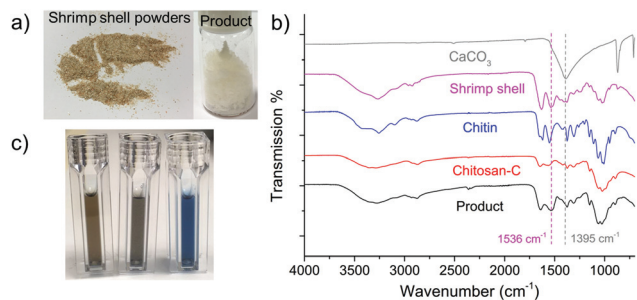 a) Shrimp shell powders Product
b)
CaCO₃
Shrimp shell
Chitin
Chitosan-C
Product
1536 cm⁻¹ 1395 cm⁻¹
Transmission %
4000 3500 3000 2500 2000 1500 1000
Wavenumber (cm⁻¹)
c)